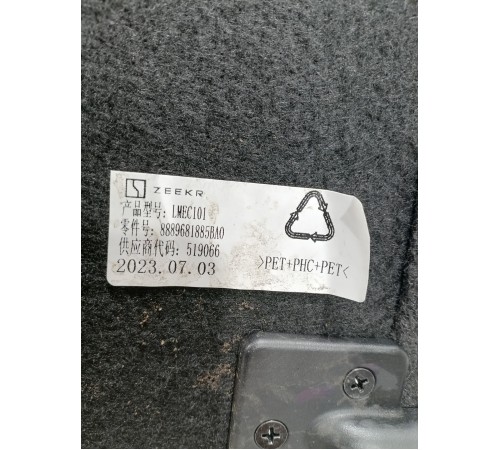 ZEEKR
产品型号: LMEC101
零件号: 8889681885BA0
供应商代码: 519066
2023.07.03
>PET+PHC+PET<